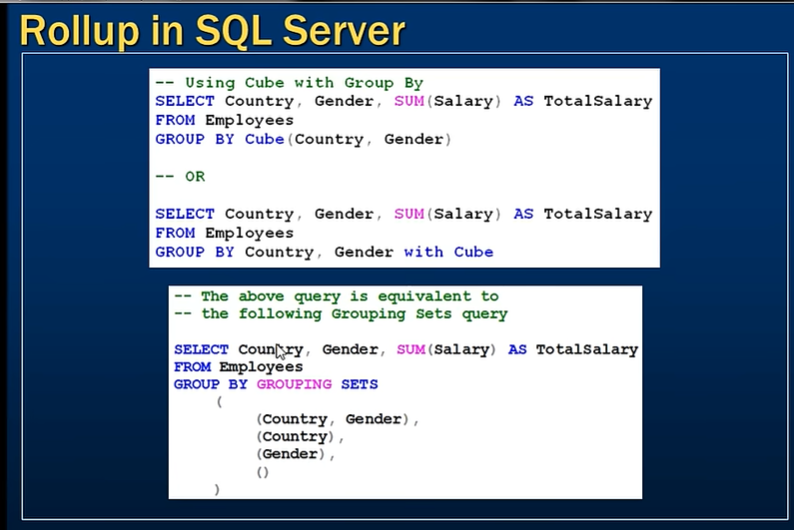 Rollup in SQL Server
-- Using Cube with Group By
SELECT Country, Gender, SUM(Salary) AS TotalSalary
FROM Employees
GROUP BY Cube(Country, Gender)
-- OR
SELECT Country, Gender, SUM(Salary) AS TotalSalary
FROM Employees
GROUP BY Country, Gender with Cube
-- The above query is equivalent to
-- the following Grouping Sets query
SELECT Country, Gender, SUM(Salary) AS TotalSalary
FROM Employees
GROUP BY GROUPING SETS
(
(Country, Gender),
(Country),
(Gender),
()
)